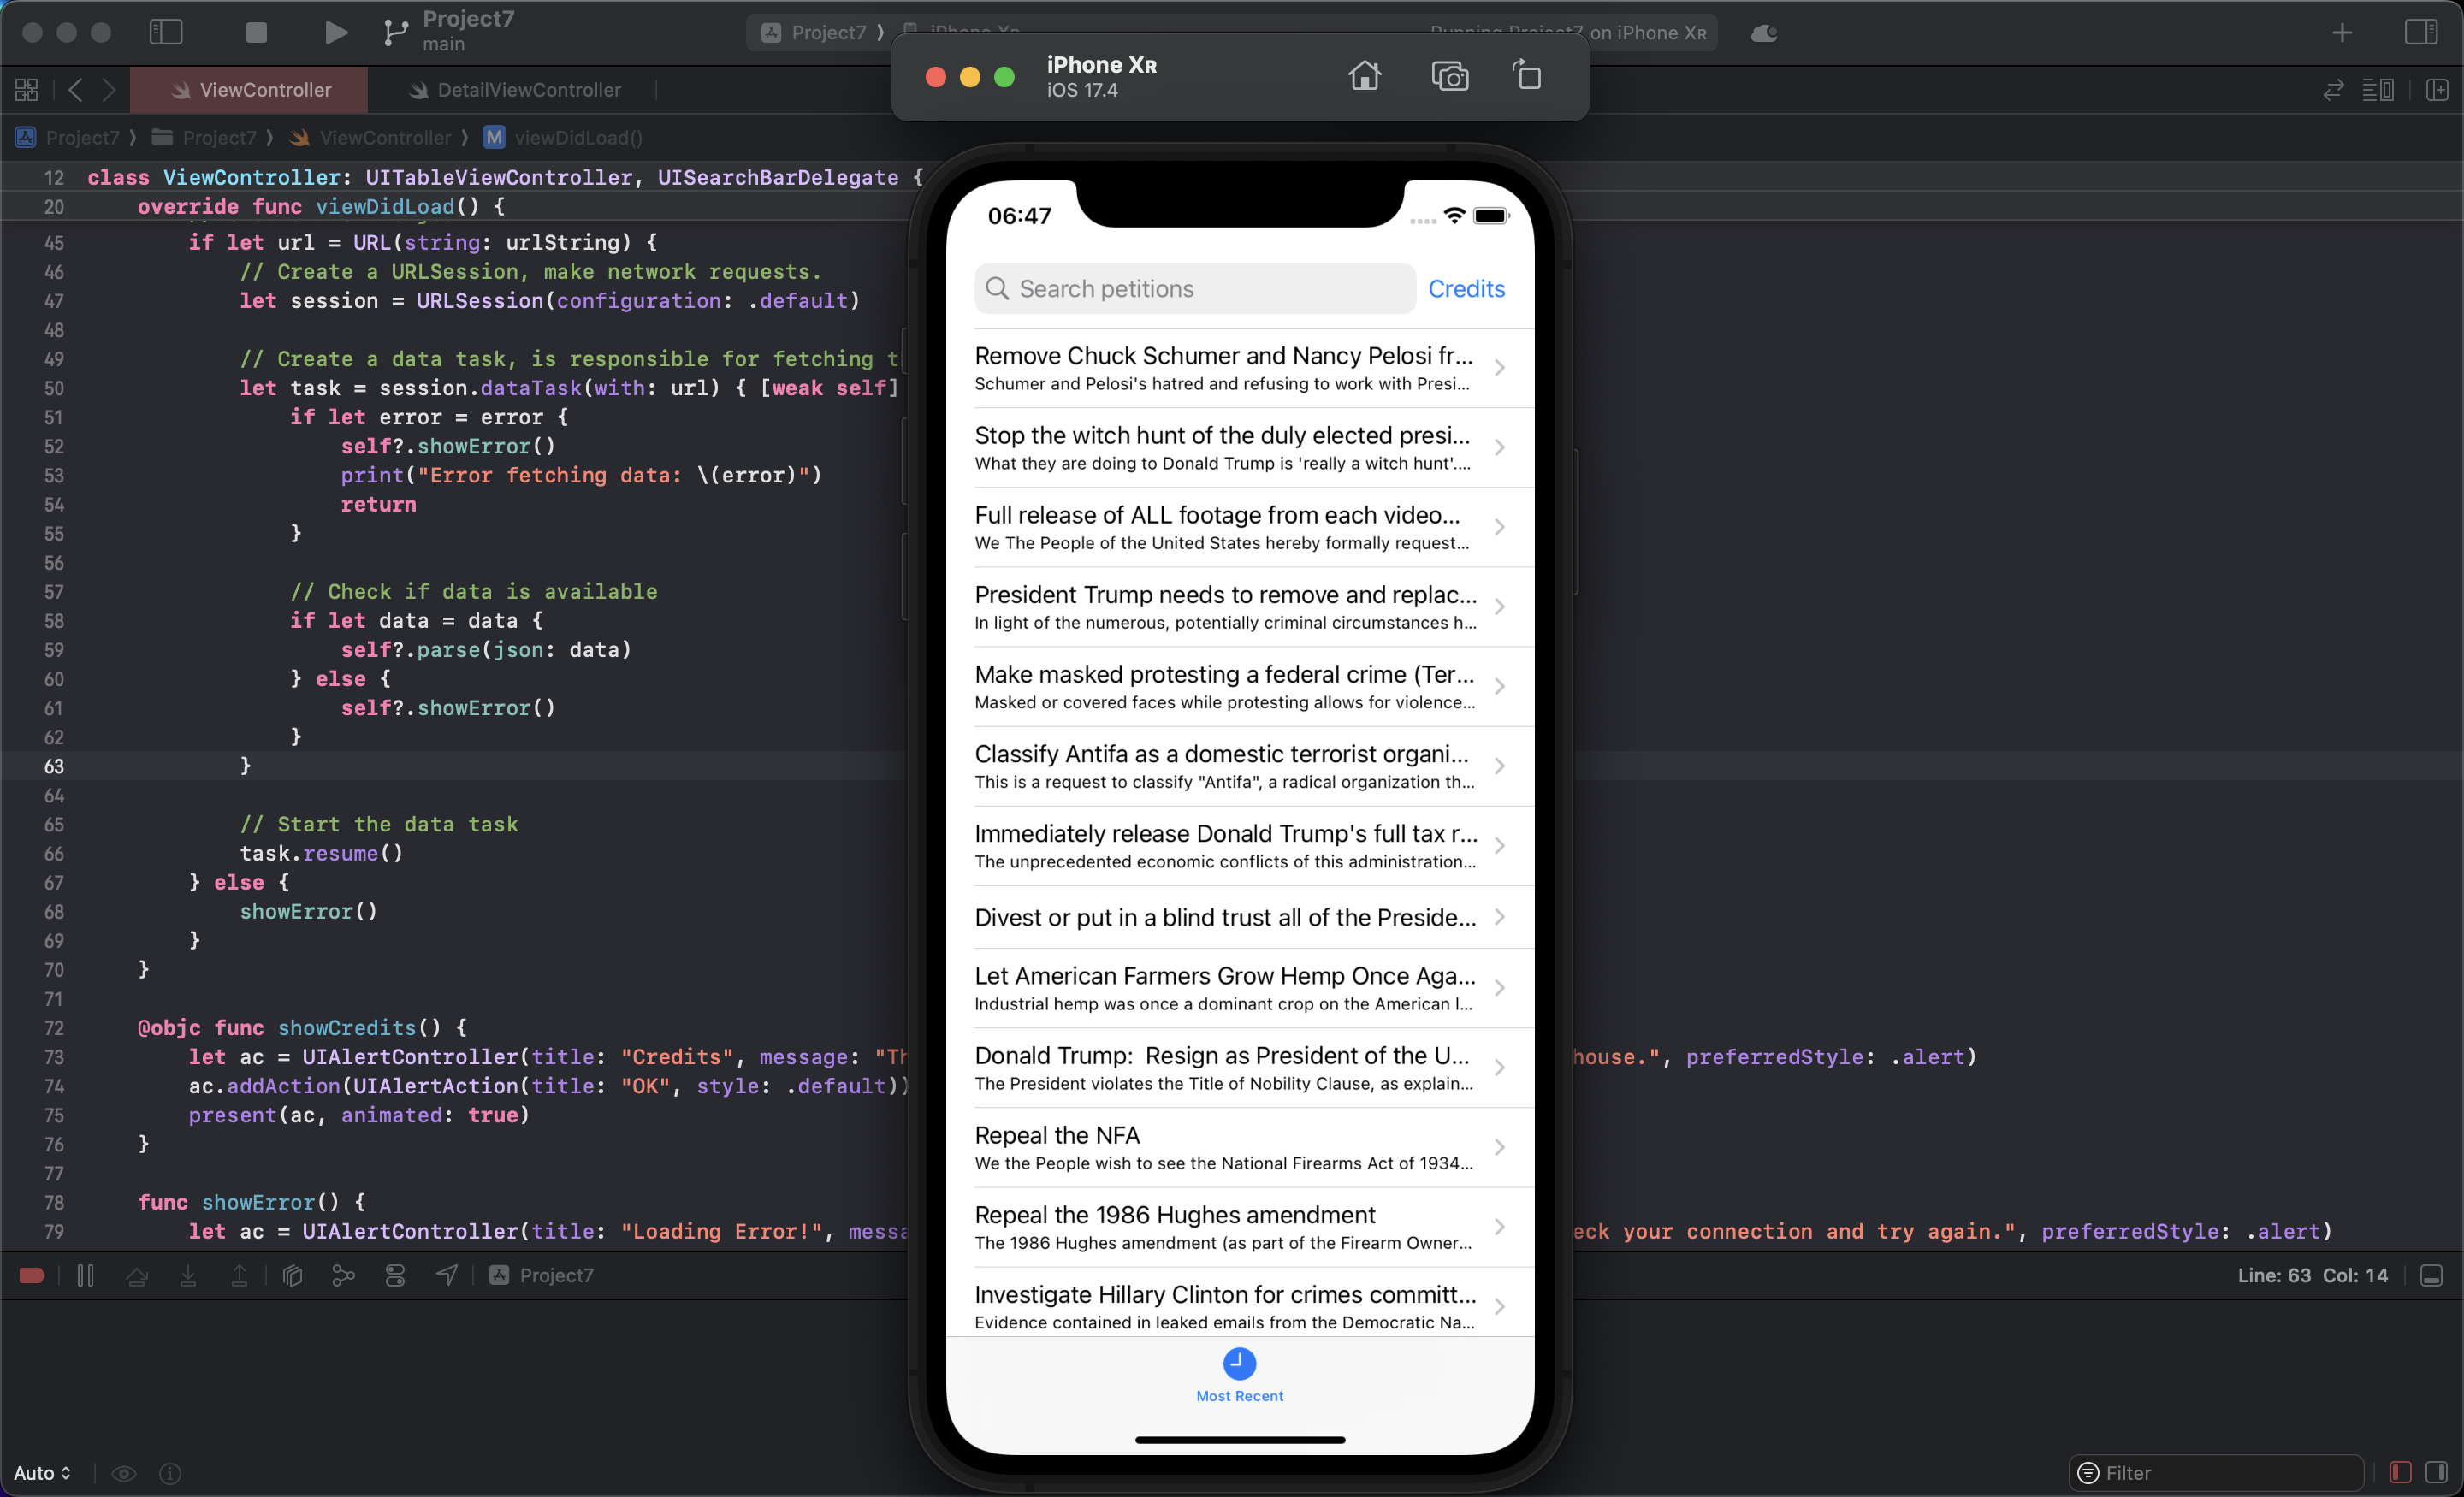 Project7
main
Project7 ⟩ iPhone XR
Running Project7 on iPhone XR
iPhone XR
iOS 17.4
ViewController
DetailViewController
Project7 ⟩ Project7 ⟩ ViewController ⟩ M viewDidLoad()
12 class ViewController: UITableViewController, UISearchBarDelegate {
20 override func viewDidLoad() {
45 if let url = URL(string: urlString) {
46 // Create a URLSession, make network requests.
47 let session = URLSession(configuration: .default)
48
49 // Create a data task, is responsible for fetching t
50 let task = session.dataTask(with: url) { [weak self]
51 if let error = error {
52 self?.showError()
53 print("Error fetching data: \(error)")
54 return
55 }
56
57 // Check if data is available
58 if let data = data {
59 self?.parse(json: data)
60 } else {
61 self?.showError()
62 }
63 }
64
65 // Start the data task
66 task.resume()
67 } else {
68 showError()
69 }
70 }
71
72 @objc func showCredits() {
73 let ac = UIAlertController(title: "Credits", message: "Th
house.", preferredStyle: .alert)
74 ac.addAction(UIAlertAction(title: "OK", style: .default))
75 present(ac, animated: true)
76 }
77
78 func showError() {
79 let ac = UIAlertController(title: "Loading Error!", messa
eck your connection and try again.", preferredStyle: .alert)
06:47
Search petitions
Credits
Remove Chuck Schumer and Nancy Pelosi fr...
Schumer and Pelosi's hatred and refusing to work with Presi...
Stop the witch hunt of the duly elected presi...
What they are doing to Donald Trump is 'really a witch hunt'....
Full release of ALL footage from each video...
We The People of the United States hereby formally request...
President Trump needs to remove and replac...
In light of the numerous, potentially criminal circumstances h...
Make masked protesting a federal crime (Ter...
Masked or covered faces while protesting allows for violence...
Classify Antifa as a domestic terrorist organi...
This is a request to classify "Antifa", a radical organization th...
Immediately release Donald Trump's full tax r...
The unprecedented economic conflicts of this administration...
Divest or put in a blind trust all of the Preside...
Let American Farmers Grow Hemp Once Aga...
Industrial hemp was once a dominant crop on the American l...
Donald Trump:  Resign as President of the U...
The President violates the Title of Nobility Clause, as explain...
Repeal the NFA
We the People wish to see the National Firearms Act of 1934...
Repeal the 1986 Hughes amendment
The 1986 Hughes amendment (as part of the Firearm Owner...
Investigate Hillary Clinton for crimes committ...
Evidence contained in leaked emails from the Democratic Na...
Most Recent
Project7
Line: 63 Col: 14
Auto
Filter